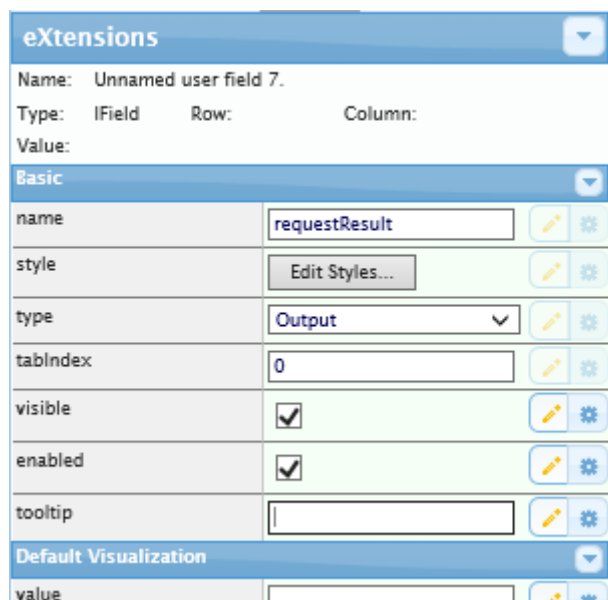 eXtensions
Name: Unnamed user field 7.
Type: IField Row: Column:
Value:
Basic
name requestResult
style Edit Styles...
type Output
tabIndex 0
visible
enabled
tooltip
Default Visualization
value